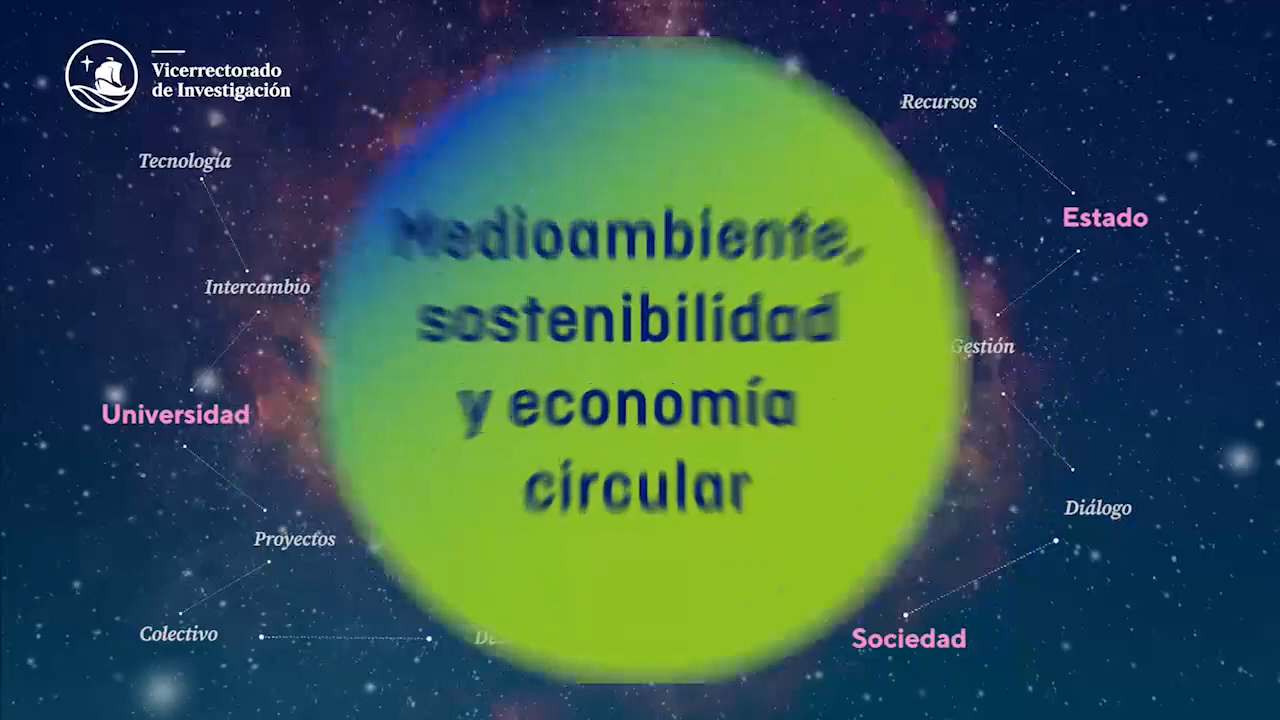 Vicerrectorado
de Investigación
Tecnología
Intercambio
Universidad
Proyectos
Colectivo
Medioambiente,
sostenibilidad
y economía
circular
Recursos
Estado
Gestión
Diálogo
Sociedad